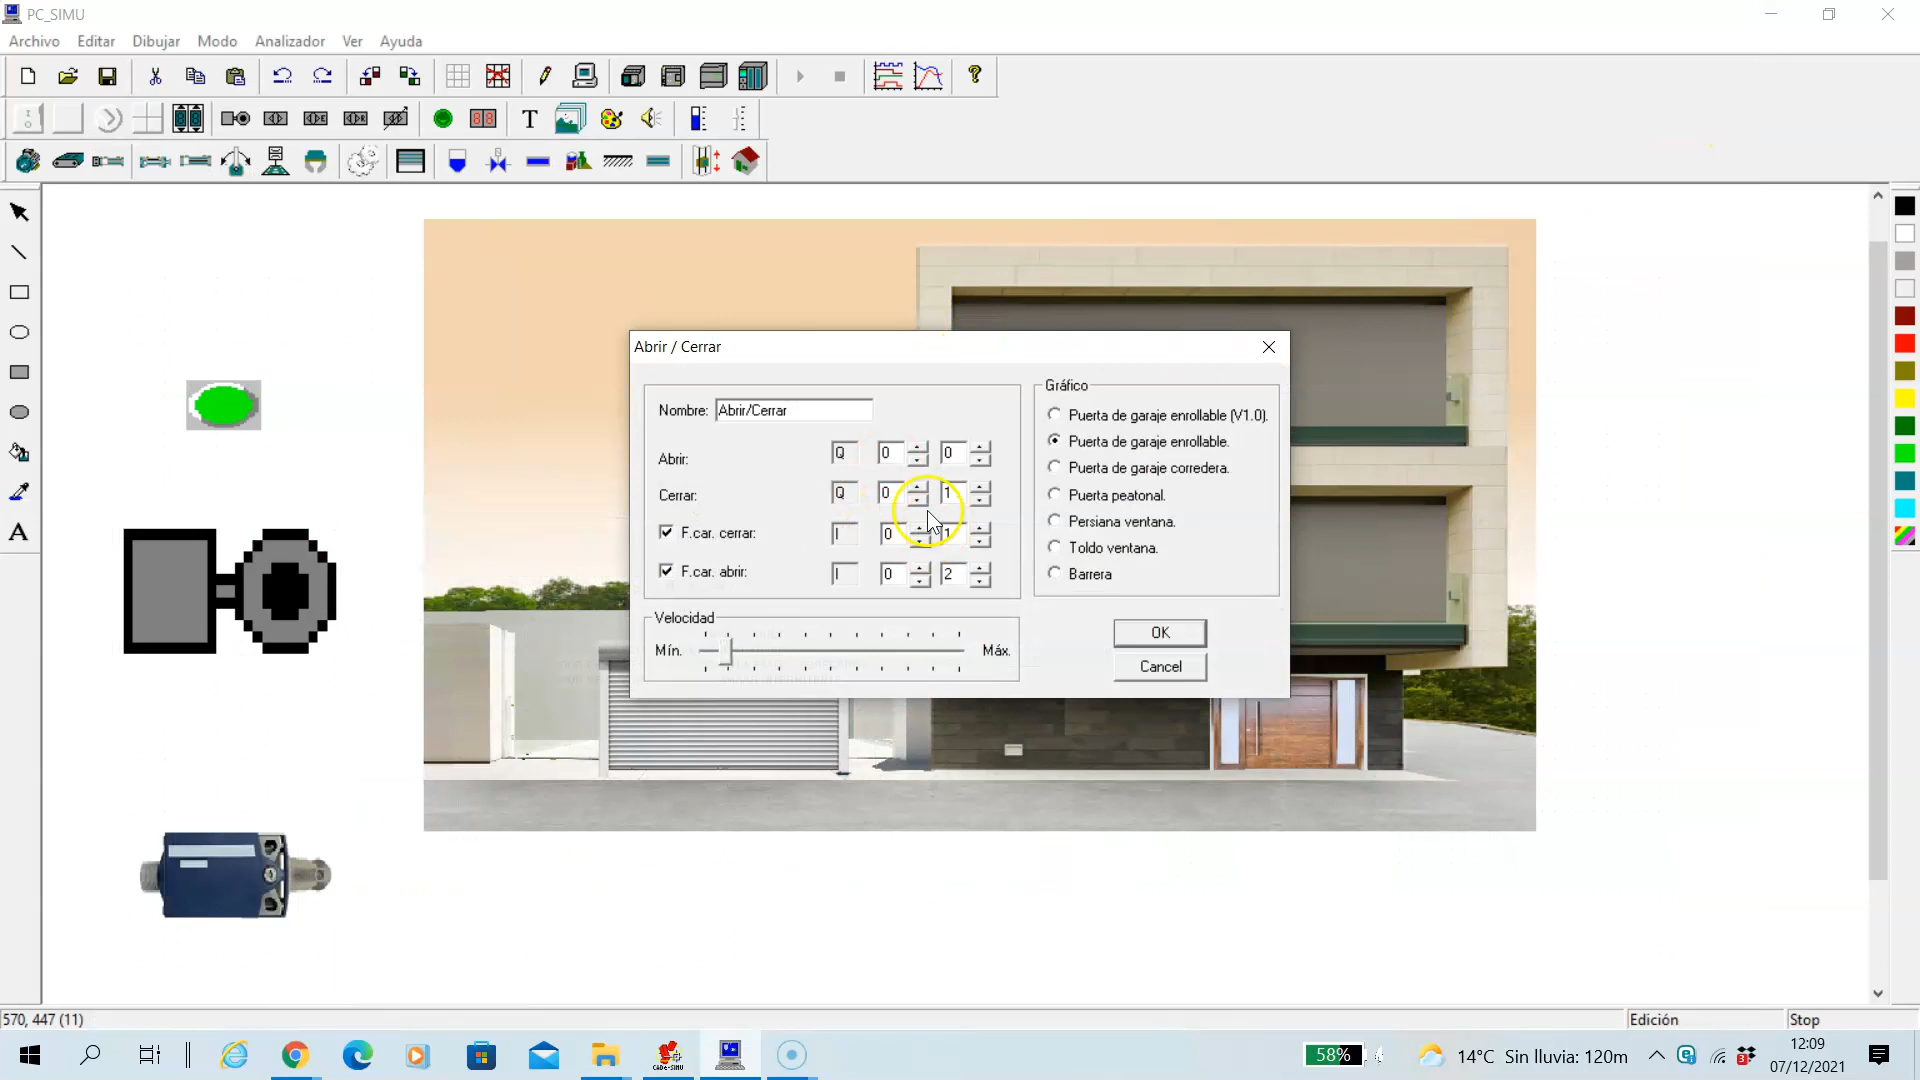 PC_SIMU
Archivo Editar Dibujar Modo Analizador Ver Ayuda
T
Abrir / Cerrar
Nombre: Abrir/Cerrar
Abrir: Q 0 0
Cerrar: Q 0 1
F.car. cerrar: I 0 1
F.car. abrir: I 0 2
Velocidad
Mín. Máx.
Gráfico
Puerta de garaje enrollable (V1.0).
Puerta de garaje enrollable.
Puerta de garaje corredera.
Puerta peatonal.
Persiana ventana.
Toldo ventana.
Barrera
OK
Cancel
A
570, 447 (11)
Edición
Stop
CADe-SIMU
58%
14°C Sin lluvia: 120m
12:09
07/12/2021